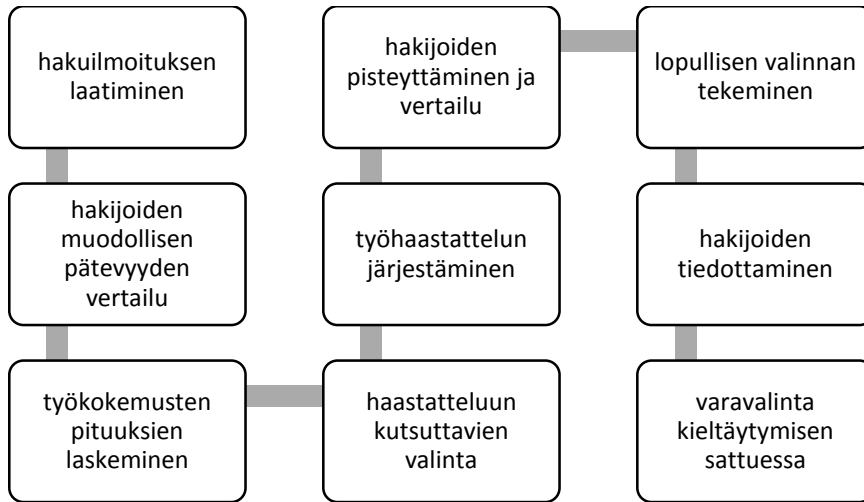 hakuilmoituksen
laatiminen
hakijoiden
muodollisen
pätevyyden
vertailu
työkokemusten
pituuksien
laskeminen
haastatteluun
kutsuttavien
valinta
työhaastattelun
järjestäminen
hakijoiden
pisteyttäminen ja
vertailu
lopullisen valinnan
tekeminen
hakijoiden
tiedottaminen
varavalinta
kieltäytymisen
sattuessa